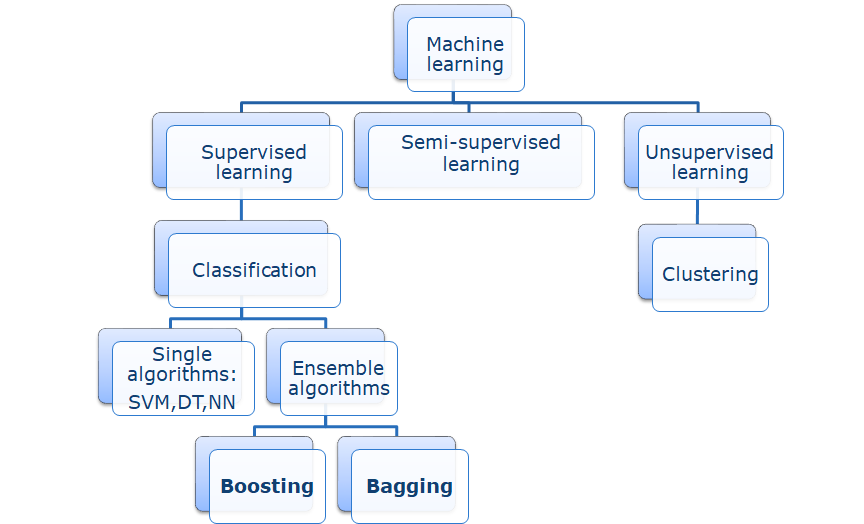 Machine
learning
Supervised
learning
Semi-supervised
learning
Unsupervised
learning
Classification
Clustering
Single
algorithms:
SVM,DT,NN
Ensemble
algorithms
Boosting
Bagging